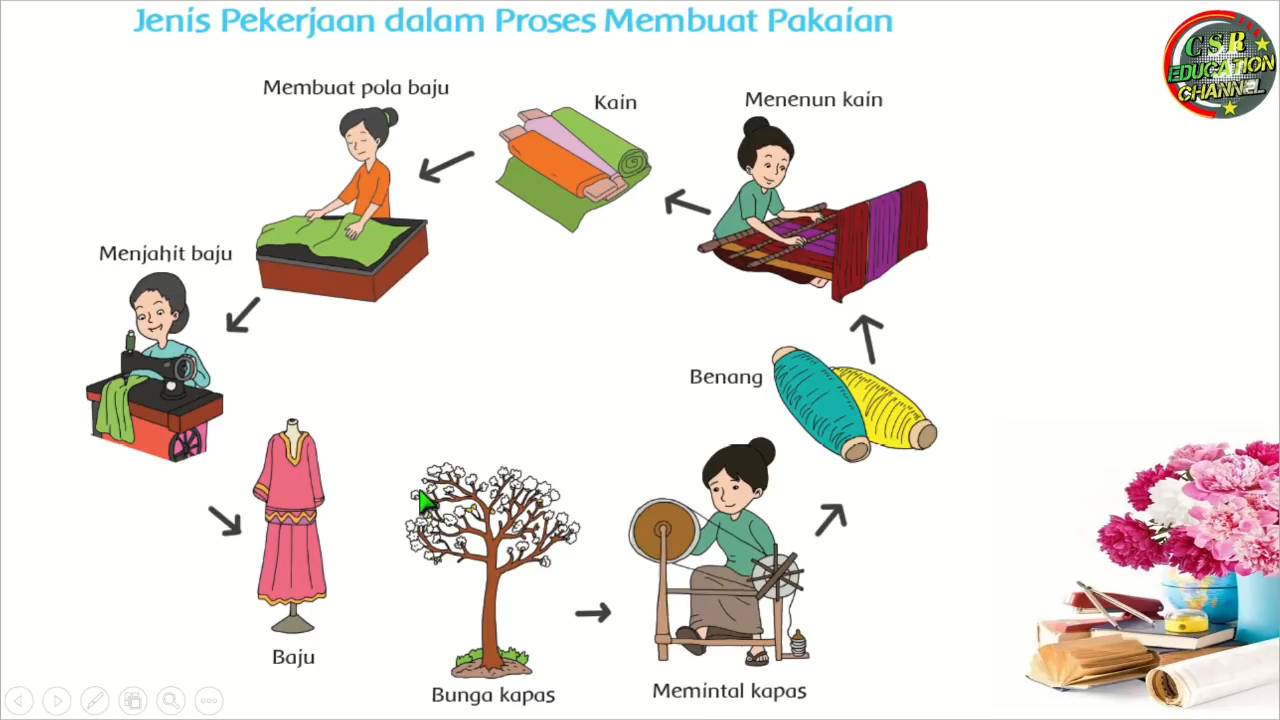 Jenis Pekerjaan dalam Proses Membuat Pakaian
CSR
EDUCATION
CHANNEL
Membuat pola baju
Kain
Menenun kain
Menjahit baju
Benang
Baju
Bunga kapas
Memintal kapas